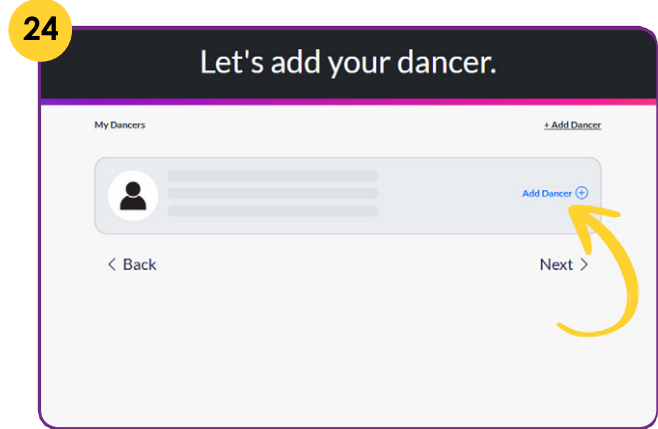 24
Let's add your dancer.
My Dancers
+ Add Dancer
Add Dancer
Back
Next